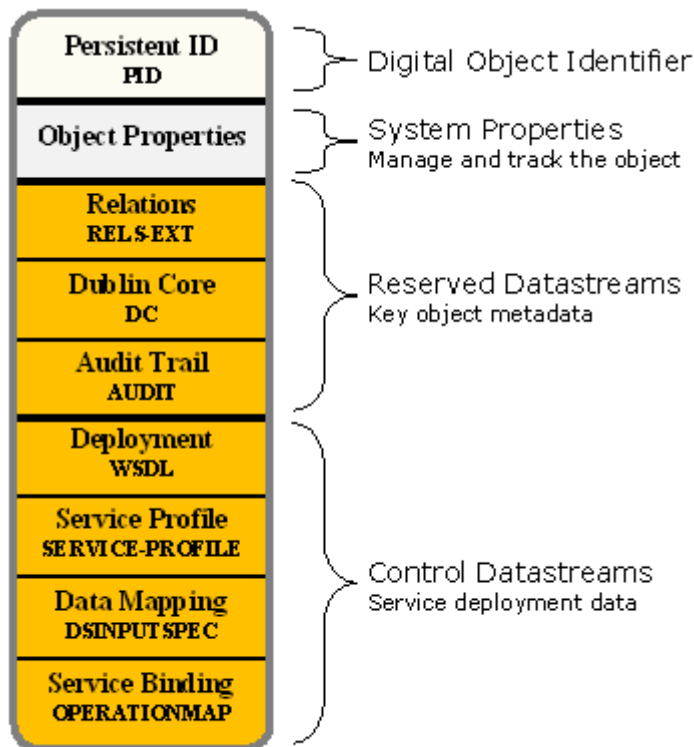 Persistent ID
PID
Digital Object Identifier
Object Properties
System Properties
Manage and track the object
Relations
RELS-EXT
Dublin Core
DC
Audit Trail
AUDIT
Reserved Datastreams
Key object metadata
Deployment
WSDL
Service Profile
SERVICE-PROFILE
Data Mapping
DSINPUTSPEC
Service Binding
OPERATIONMAP
Control Datastreams
Service deployment data